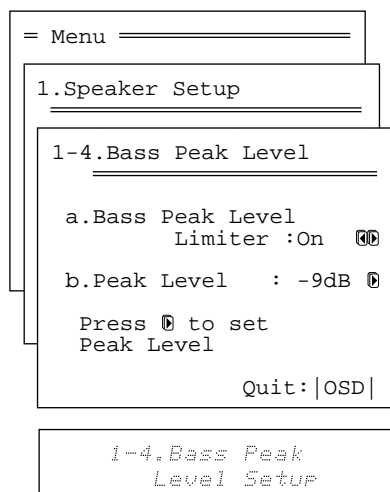 = Menu
1.Speaker Setup
1-4.Bass Peak Level
a.Bass Peak Level
Limiter :On
b.Peak Level : -9dB
Press to set
Peak Level
Quit:|OSD|
1-4.Bass Peak
Level Setup